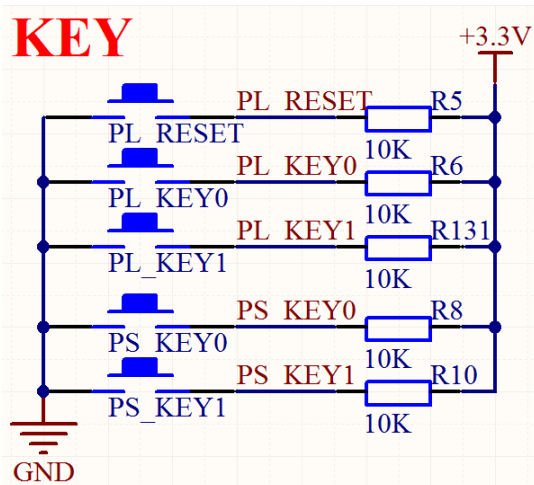 KEY
+3.3V
PL_RESET R5
PL_RESET
10K
PL_KEY0 R6
PL_KEY0
10K
PL_KEY1 R131
PL_KEY1
10K
PS_KEY0 R8
PS_KEY0
10K
PS_KEY1 R10
PS_KEY1
10K
GND